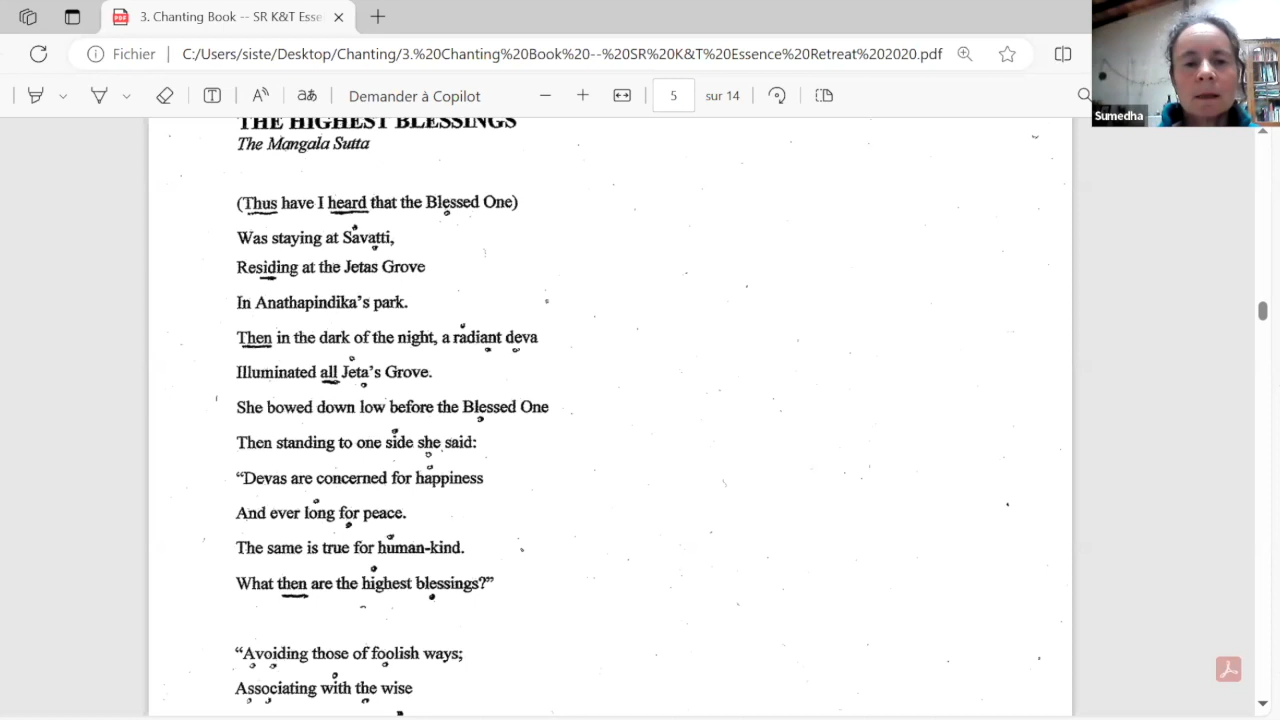 3. Chanting Book -- SR K&T Esse
Fichier
C:/Users/siste/Desktop/Chanting/3.%20Chanting%20Book%20--%20SR%20K&T%20Essence%20Retreat%202020.pdf
Demander à Copilot
5
sur 14
Sumedha
THE HIGHEST BLESSINGS
The Mangala Sutta
(Thus have I heard that the Blessed One)
Was staying at Savatti,
Residing at the Jetas Grove
In Anathapindika's park.
Then in the dark of the night, a radiant deva
Illuminated all Jeta's Grove.
She bowed down low before the Blessed One
Then standing to one side she said:
“Devas are concerned for happiness
And ever long for peace.
The same is true for human-kind.
What then are the highest blessings?”
“Avoiding those of foolish ways;
Associating with the wise